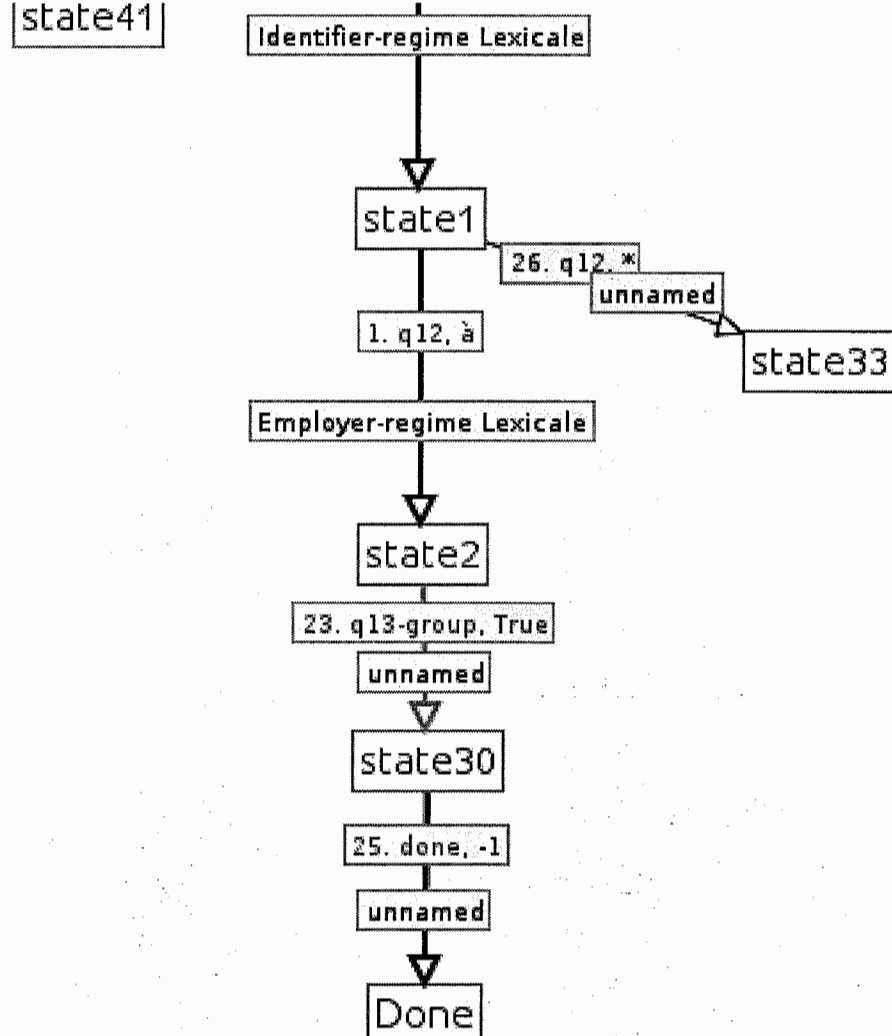 state41
Identifier-regime Lexicale
state1
26. q12, *
unnamed
1. q12, à
state33
Employer-regime Lexicale
state2
23. q13-group, True
unnamed
state30
25. done, -1
unnamed
Done